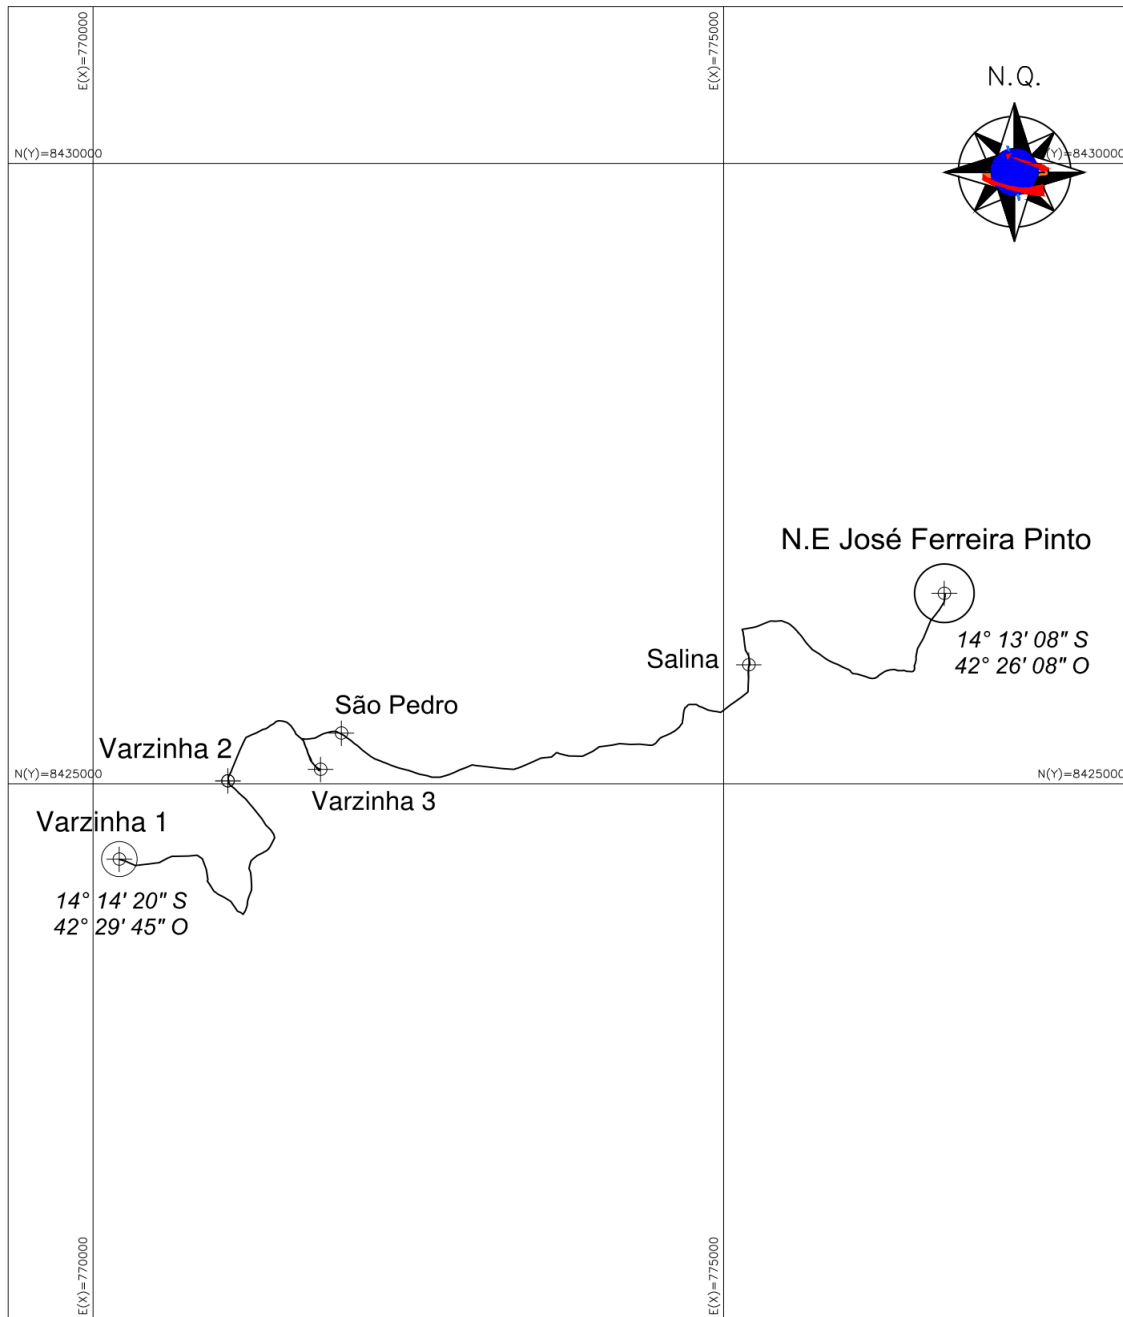 E(X)=770000
E(X)=775000
N.Q.
N(Y)=8430000
(Y)=8430000
N.E José Ferreira Pinto
14° 13' 08" S
42° 26' 08" O
Salina
São Pedro
Varzinha 2
N(Y)=8425000
N(Y)=8425000
Varzinha 3
Varzinha 1
14° 14' 20" S
42° 29' 45" O
E(X)=770000
E(X)=775000